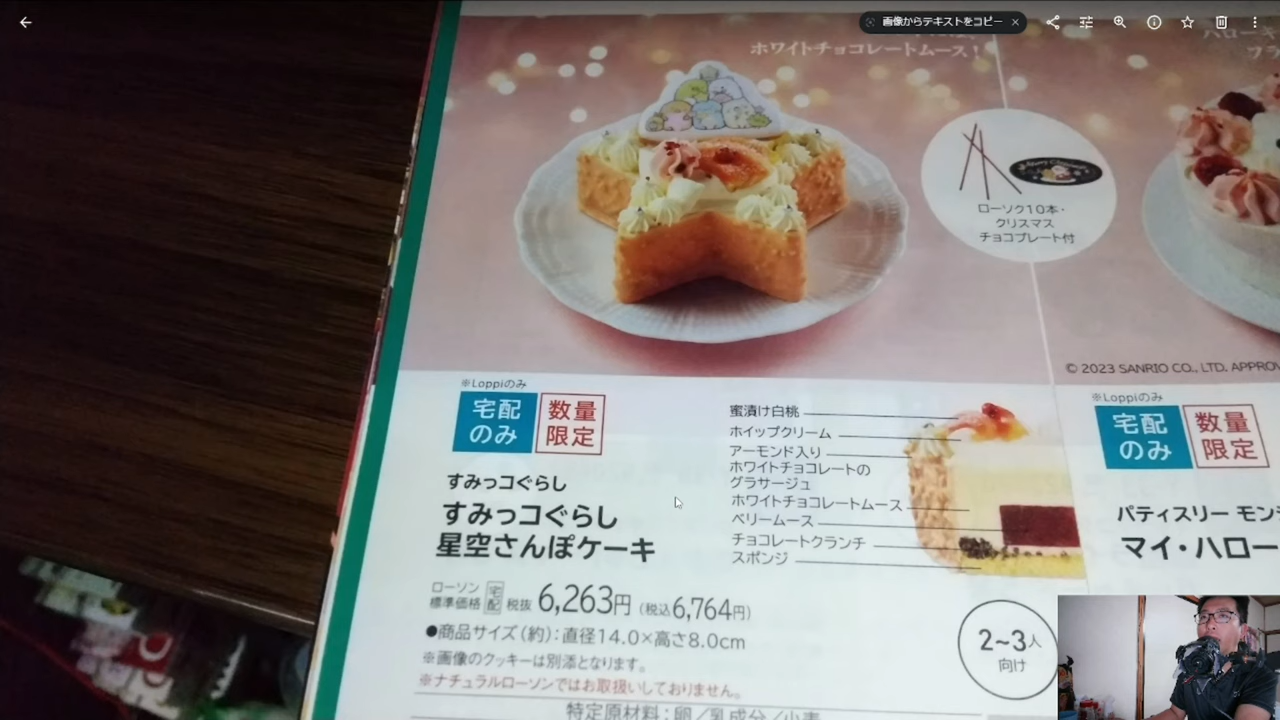 画像からテキストをコピー
ホワイトチョコレートムース!
ローソク10本・
クリスマス
チョコプレート付
© 2023 SANRIO CO., LTD.
※Loppiのみ
宅配
のみ
数量
限定
すみっコぐらし
すみっコぐらし
星空さんぽケーキ
蜜漬け白桃
ホイップクリーム
アーモンド入り
ホワイトチョコレートの
グラサージュ
ホワイトチョコレートムース
ベリームース
チョコレートクランチ
スポンジ
ローソン
標準価格 宅配 税抜 6,263円 (税込6,764円)
●商品サイズ(約):直径14.0×高さ8.0cm
※画像のクッキーは別添となります。
※ナチュラルローソンではお取扱いしておりません。
特定原材料:卵/乳成分/小麦
2~3人
向け
※Loppiのみ
宅配
のみ
数量
限定
パティスリー モン
マイ・ハロー